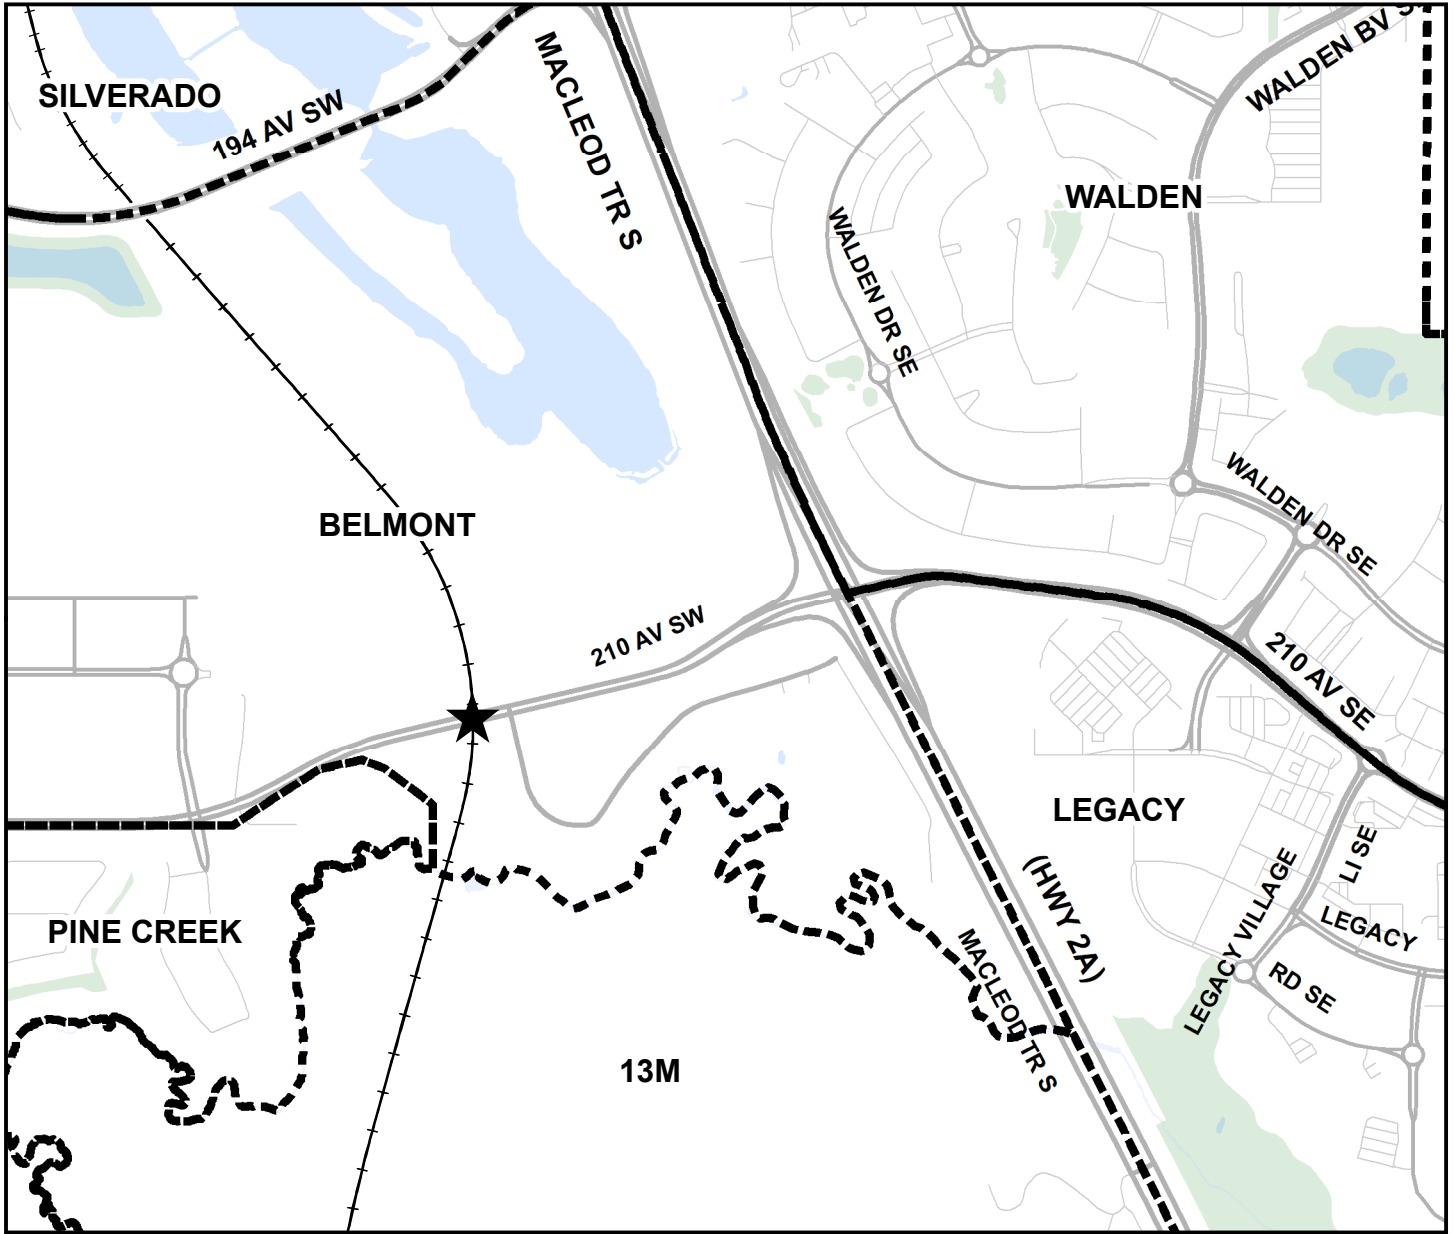 SILVERADO
194 AV SW
MACLEOD TR S
WALDEN BV S
WALDEN
WALDEN DR SE
BELMONT
WALDEN DR SE
210 AV SW
210 AV SE
LEGACY
(HWY 2A)
LEGACY VILLAGE
LI SE
PINE CREEK
MACLEOD TR S
LEGACY
RD SE
13M